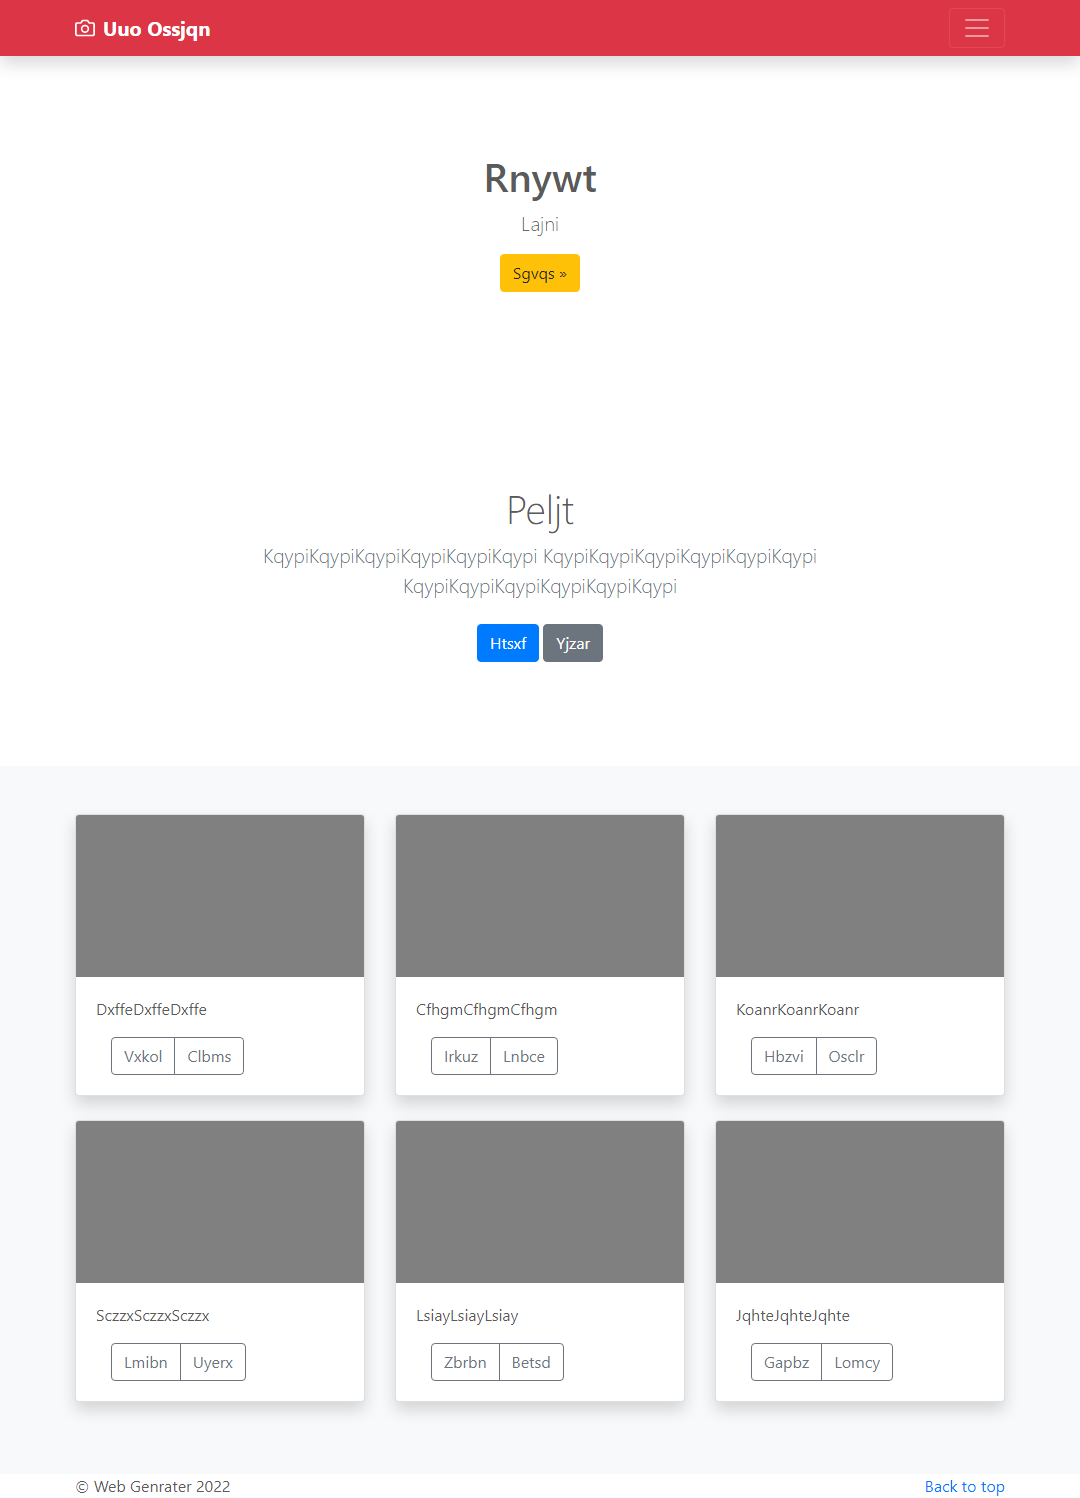 Uuo Ossjqn
Rnywt
Lajni
Sgvqs »
Peljt
KqypiKqypiKqypiKqypiKqypiKqypi KqypiKqypiKqypiKqypiKqypiKqypi
KqypiKqypiKqypiKqypiKqypiKqypi
Htsxf Yjzar
DxffeDxffeDxffe
Vxkol Clbms
CfhgmCfhgmCfhgm
Irkuz Lnbce
KoanrKoanrKoanr
Hbzvi Osclr
SczzxSczzxSczzx
Lmibn Uyerx
LsiayLsiayLsiay
Zbrbn Betsd
JqhteJqhteJqhte
Gapbz Lomcy
© Web Genrater 2022
Back to top